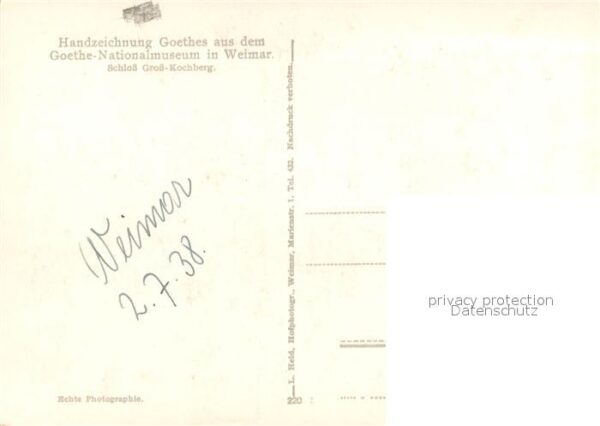 Handzeichnung Goethes aus dem
Goethe-Nationalmuseum in Weimar.
Schloß Groß-Kochberg.
Weimar
2.7.38.
Echte Photographie.
L. Held, Hofphotogr., Weimar, Marienstr. 1. Tel. 422. Nachdruck verboten.
220
privacy protection
Datenschutz